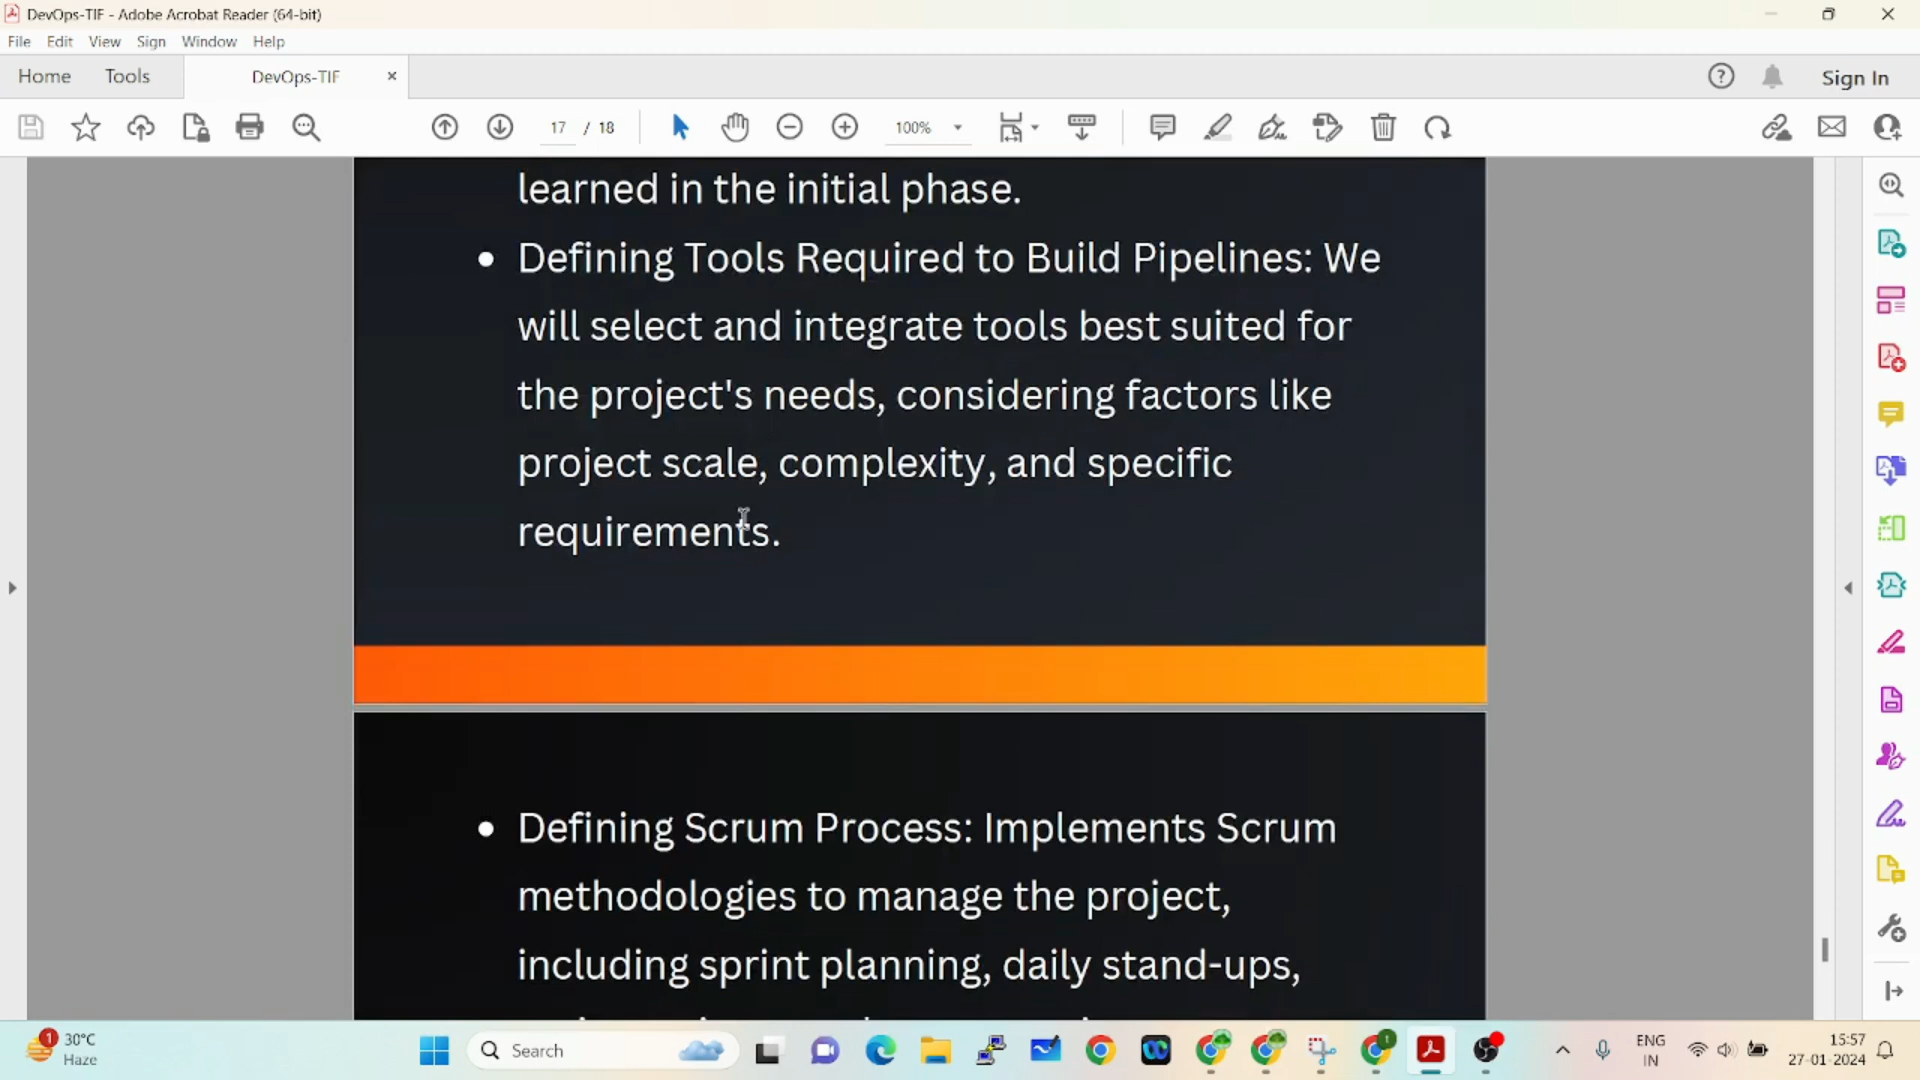 DevOps-TIF - Adobe Acrobat Reader (64-bit)
File Edit View Sign Window Help
Home Tools DevOps-TIF Sign In
17 / 18 100%
learned in the initial phase.
• Defining Tools Required to Build Pipelines: We
will select and integrate tools best suited for
the project's needs, considering factors like
project scale, complexity, and specific
requirements.
• Defining Scrum Process: Implements Scrum
methodologies to manage the project,
including sprint planning, daily stand-ups,
1 30°C
Haze
Search
ENG
IN
15:57
27-01-2024